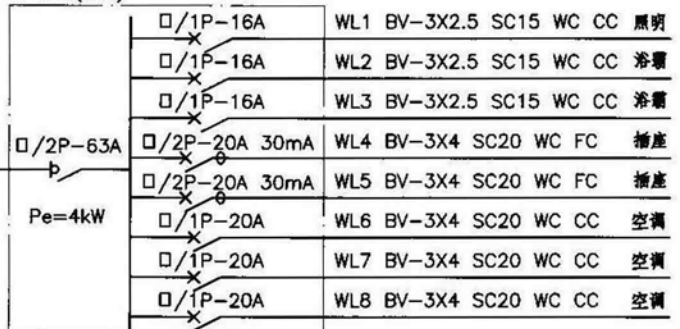 □/1P-16A WL1 BV-3X2.5 SC15 WC CC 照明
□/1P-16A WL2 BV-3X2.5 SC15 WC CC 浴霸
□/1P-16A WL3 BV-3X2.5 SC15 WC CC 浴霸
□/2P-63A □/2P-20A 30mA WL4 BV-3X4 SC20 WC FC 插座
□/2P-20A 30mA WL5 BV-3X4 SC20 WC FC 插座
Pe=4kW □/1P-20A WL6 BV-3X4 SC20 WC CC 空调
□/1P-20A WL7 BV-3X4 SC20 WC CC 空调
□/1P-20A WL8 BV-3X4 SC20 WC CC 空调